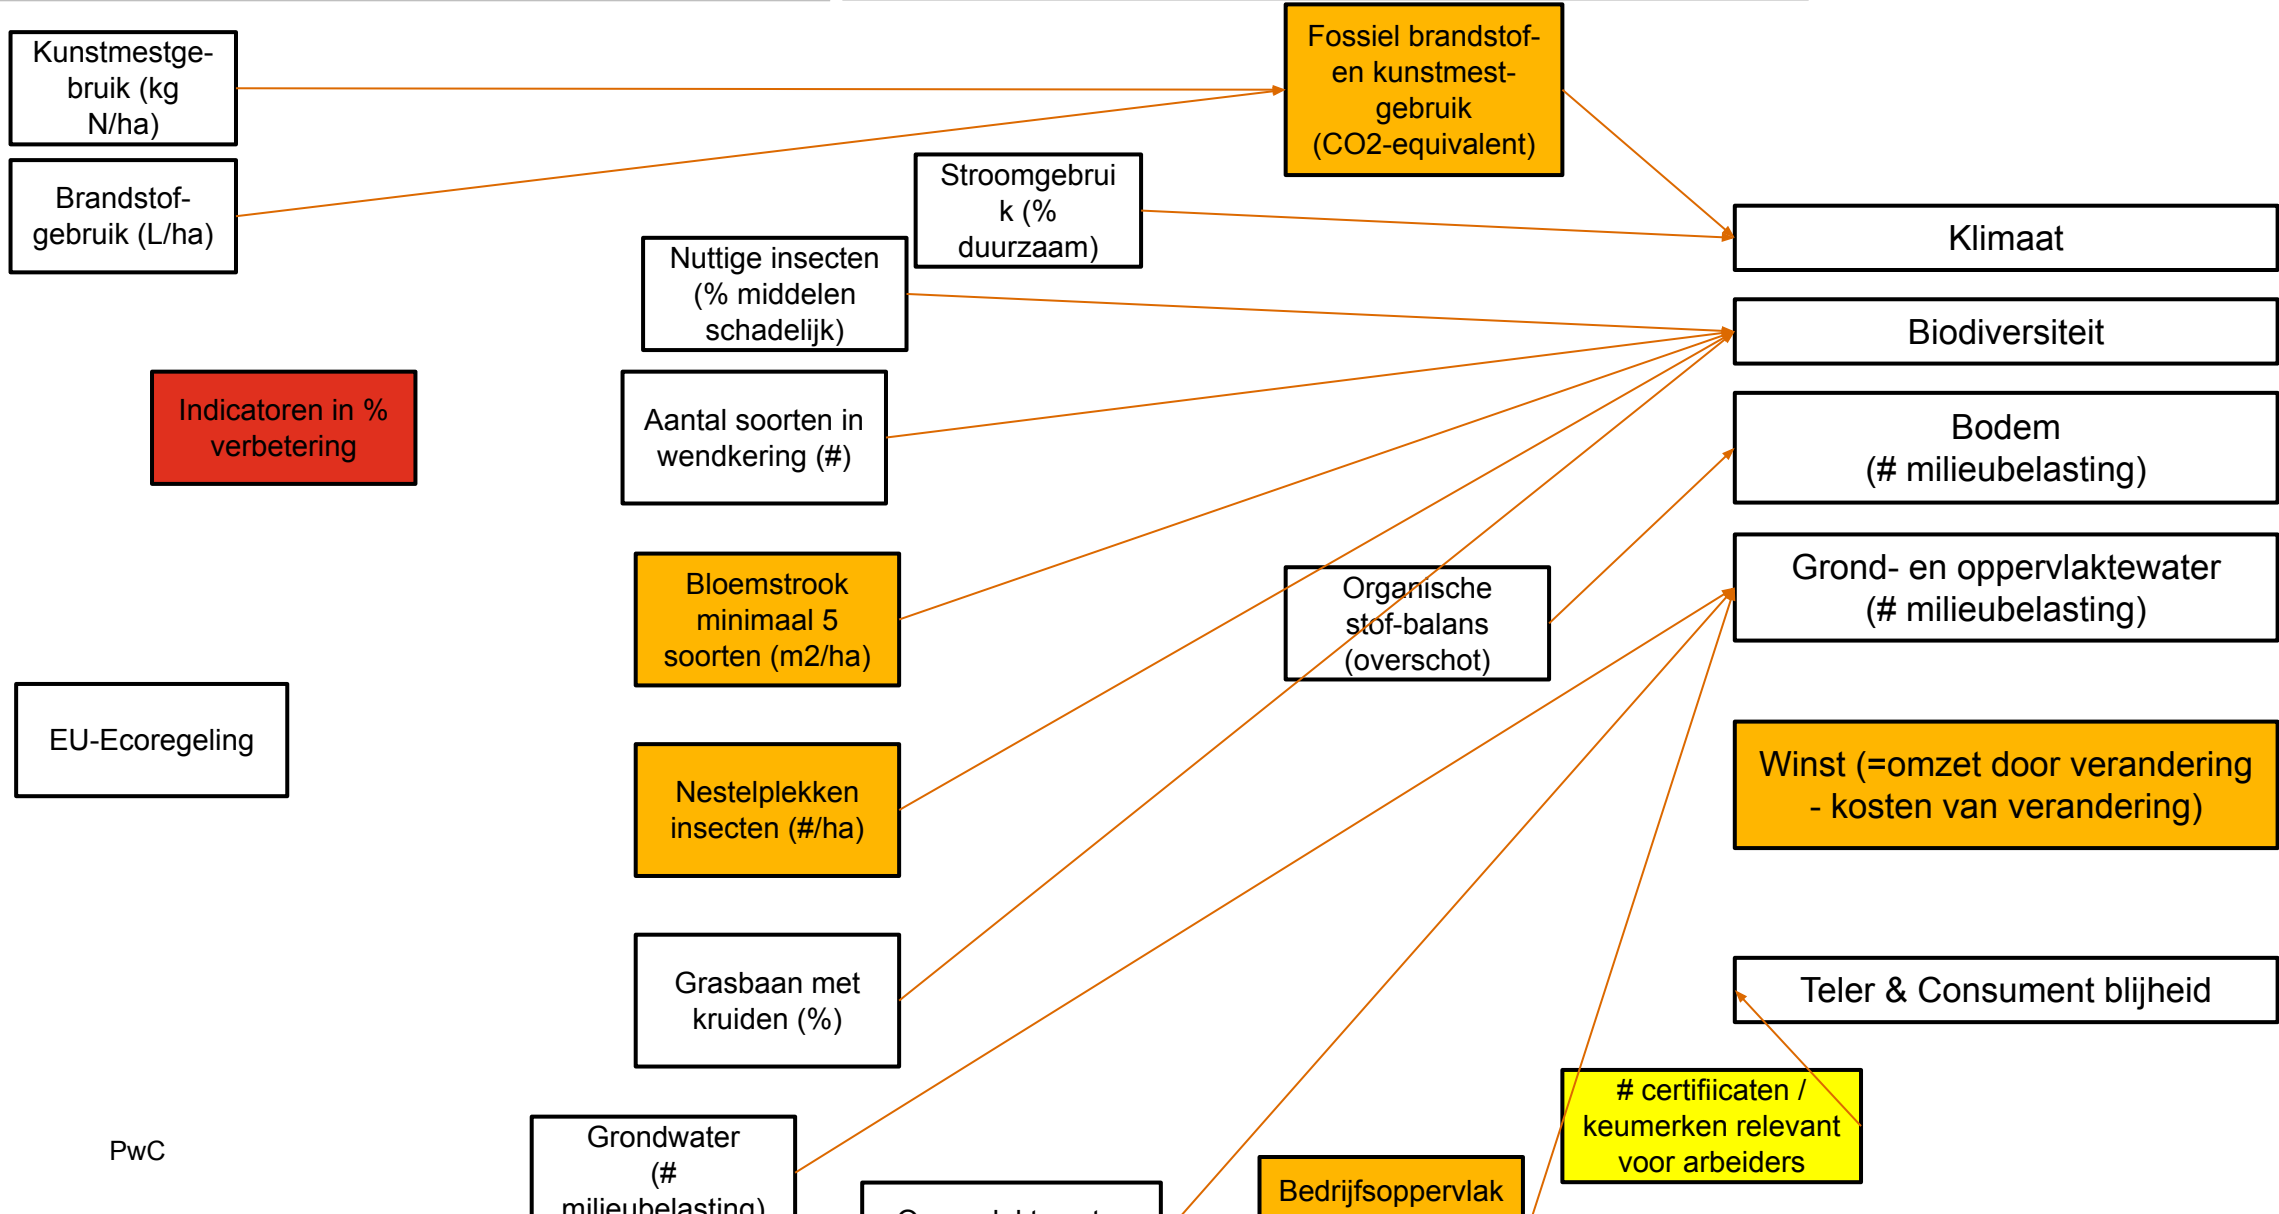 Kunstmestge-
bruik (kg
N/ha)
Fossiel brandstof-
en kunstmest-
gebruik
(CO2-equivalent)
Brandstof-
gebruik (L/ha)
Stroomgebrui
k (%
duurzaam)
Klimaat
Nuttige insecten
(% middelen
schadelijk)
Biodiversiteit
Indicatoren in %
verbetering
Aantal soorten in
wendkering (#)
Bodem
(# milieubelasting)
Bloemstrook
minimaal 5
soorten (m2/ha)
Organische
stof-balans
(overschot)
Grond- en oppervlaktewater
(# milieubelasting)
EU-Ecoregeling
Nestelplekken
insecten (#/ha)
Winst (=omzet door verandering
- kosten van verandering)
Grasbaan met
kruiden (%)
Teler & Consument blijheid
# certifiicaten /
keumerken relevant
voor arbeiders
PwC
Grondwater
(#
milieubelasting)
Bedrijfsoppervlak